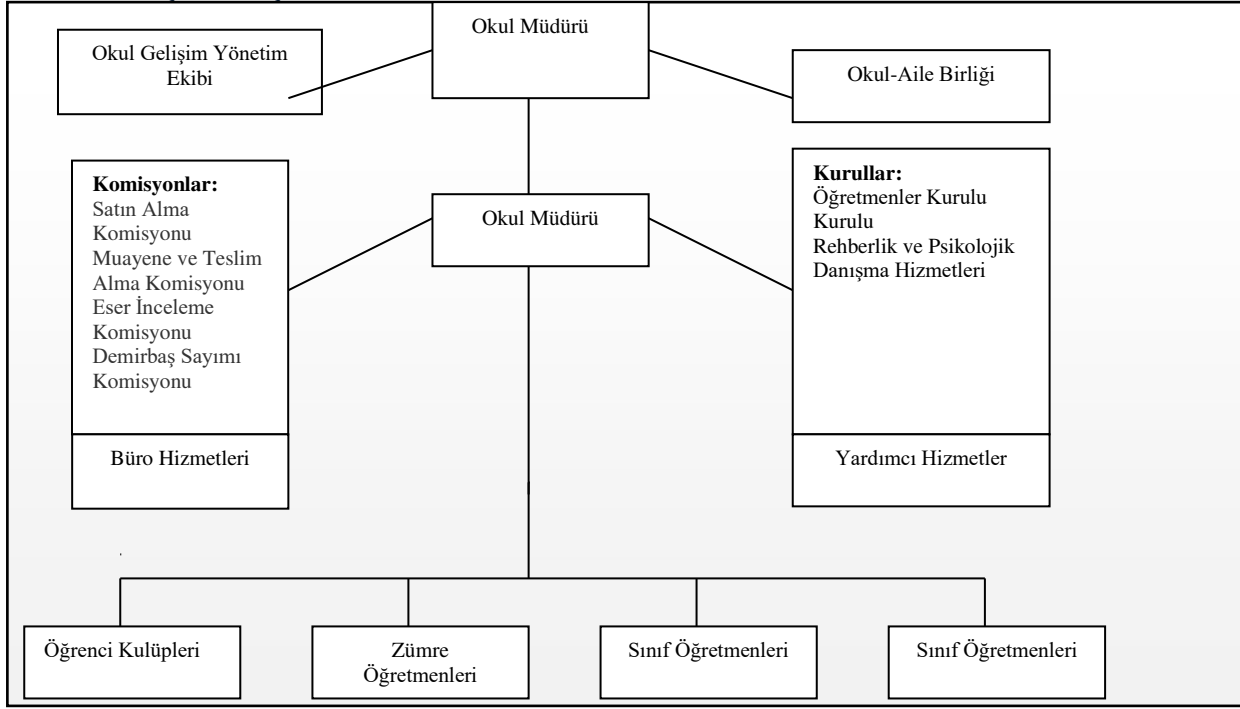 Okul Müdürü
Okul Gelişim Yönetim
Ekibi
Okul-Aile Birliği
Komisyonlar:
Satın Alma
Komisyonu
Muayene ve Teslim
Alma Komisyonu
Eser İnceleme
Komisyonu
Demirbaş Sayımı
Komisyonu
Okul Müdürü
Kurullar:
Öğretmenler Kurulu
Kurulu
Rehberlik ve Psikolojik
Danışma Hizmetleri
Büro Hizmetleri
Yardımcı Hizmetler
Öğrenci Kulüpleri
Zümre
Öğretmenleri
Sınıf Öğretmenleri
Sınıf Öğretmenleri